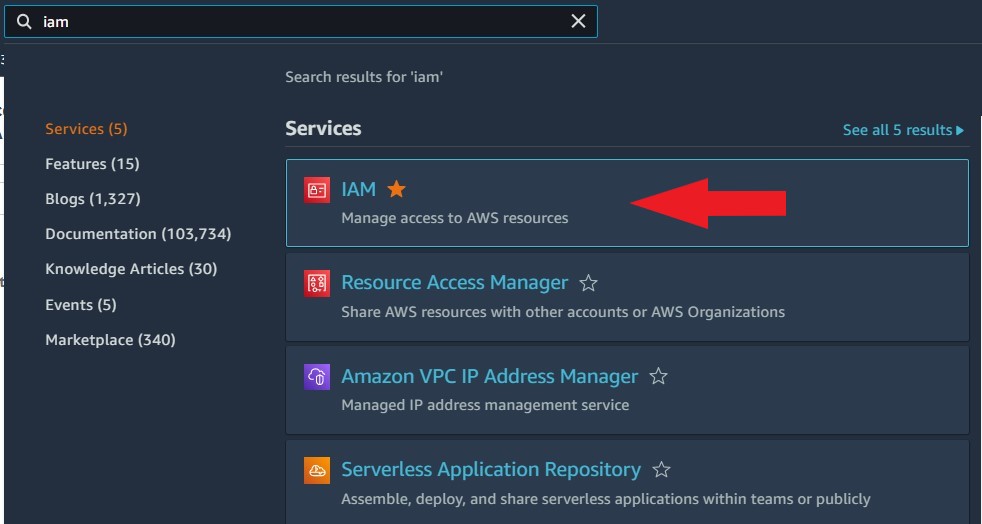 iam
Search results for 'iam'
Services (5)
Features (15)
Blogs (1,327)
Documentation (103,734)
Knowledge Articles (30)
Events (5)
Marketplace (340)
Services
See all 5 results
IAM
Manage access to AWS resources
Resource Access Manager
Share AWS resources with other accounts or AWS Organizations
Amazon VPC IP Address Manager
Managed IP address management service
Serverless Application Repository
Assemble, deploy, and share serverless applications within teams or publicly